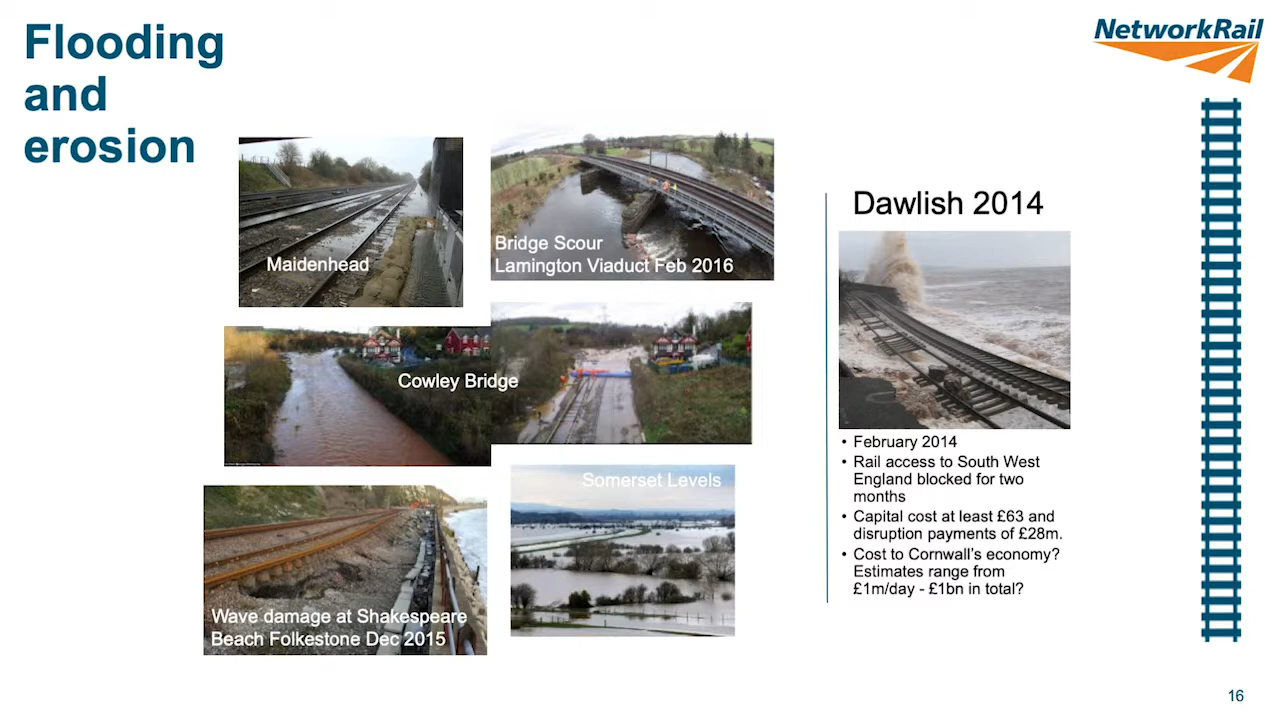 Flooding
and
erosion
NetworkRail
Maidenhead
Bridge Scour
Lamington Viaduct Feb 2016
Cowley Bridge
Somerset Levels
Wave damage at Shakespeare
Beach Folkestone Dec 2015
Dawlish 2014
• February 2014
• Rail access to South West
England blocked for two
months
• Capital cost at least £63 and
disruption payments of £28m.
• Cost to Cornwall's economy?
Estimates range from
£1m/day - £1bn in total?
16